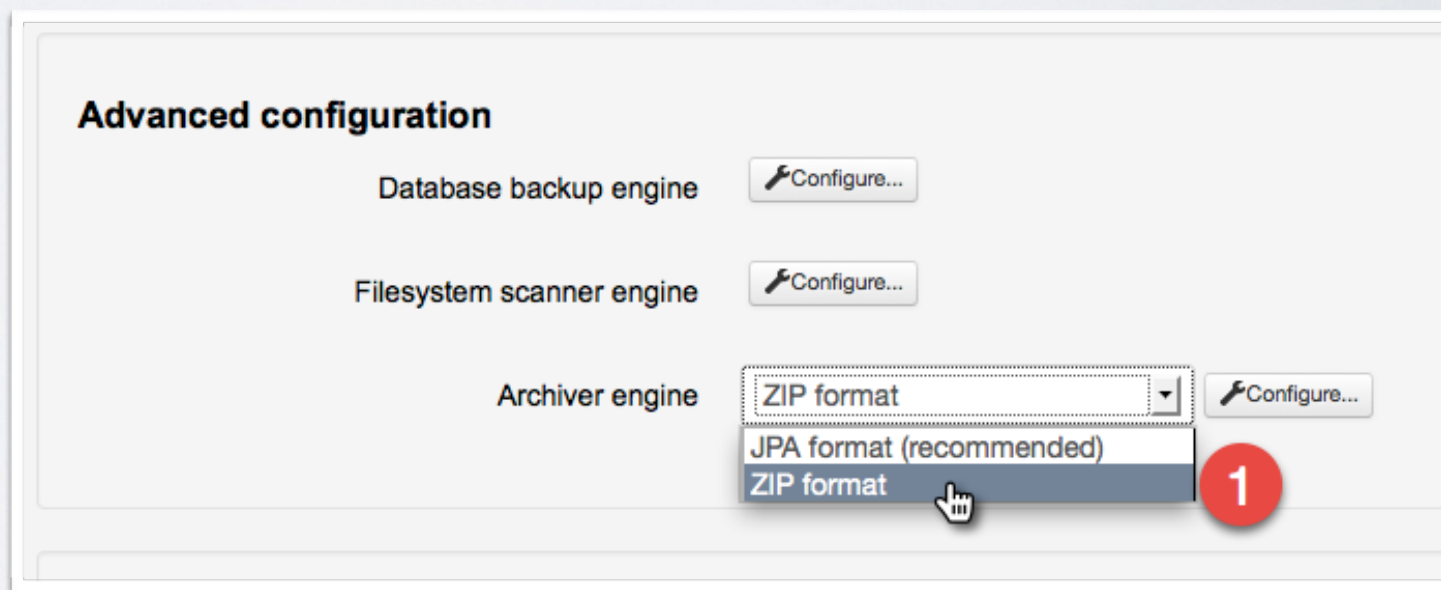 Advanced configuration
Database backup engine Configure...
Filesystem scanner engine Configure...
Archiver engine ZIP format Configure...
JPA format (recommended)
ZIP format 1